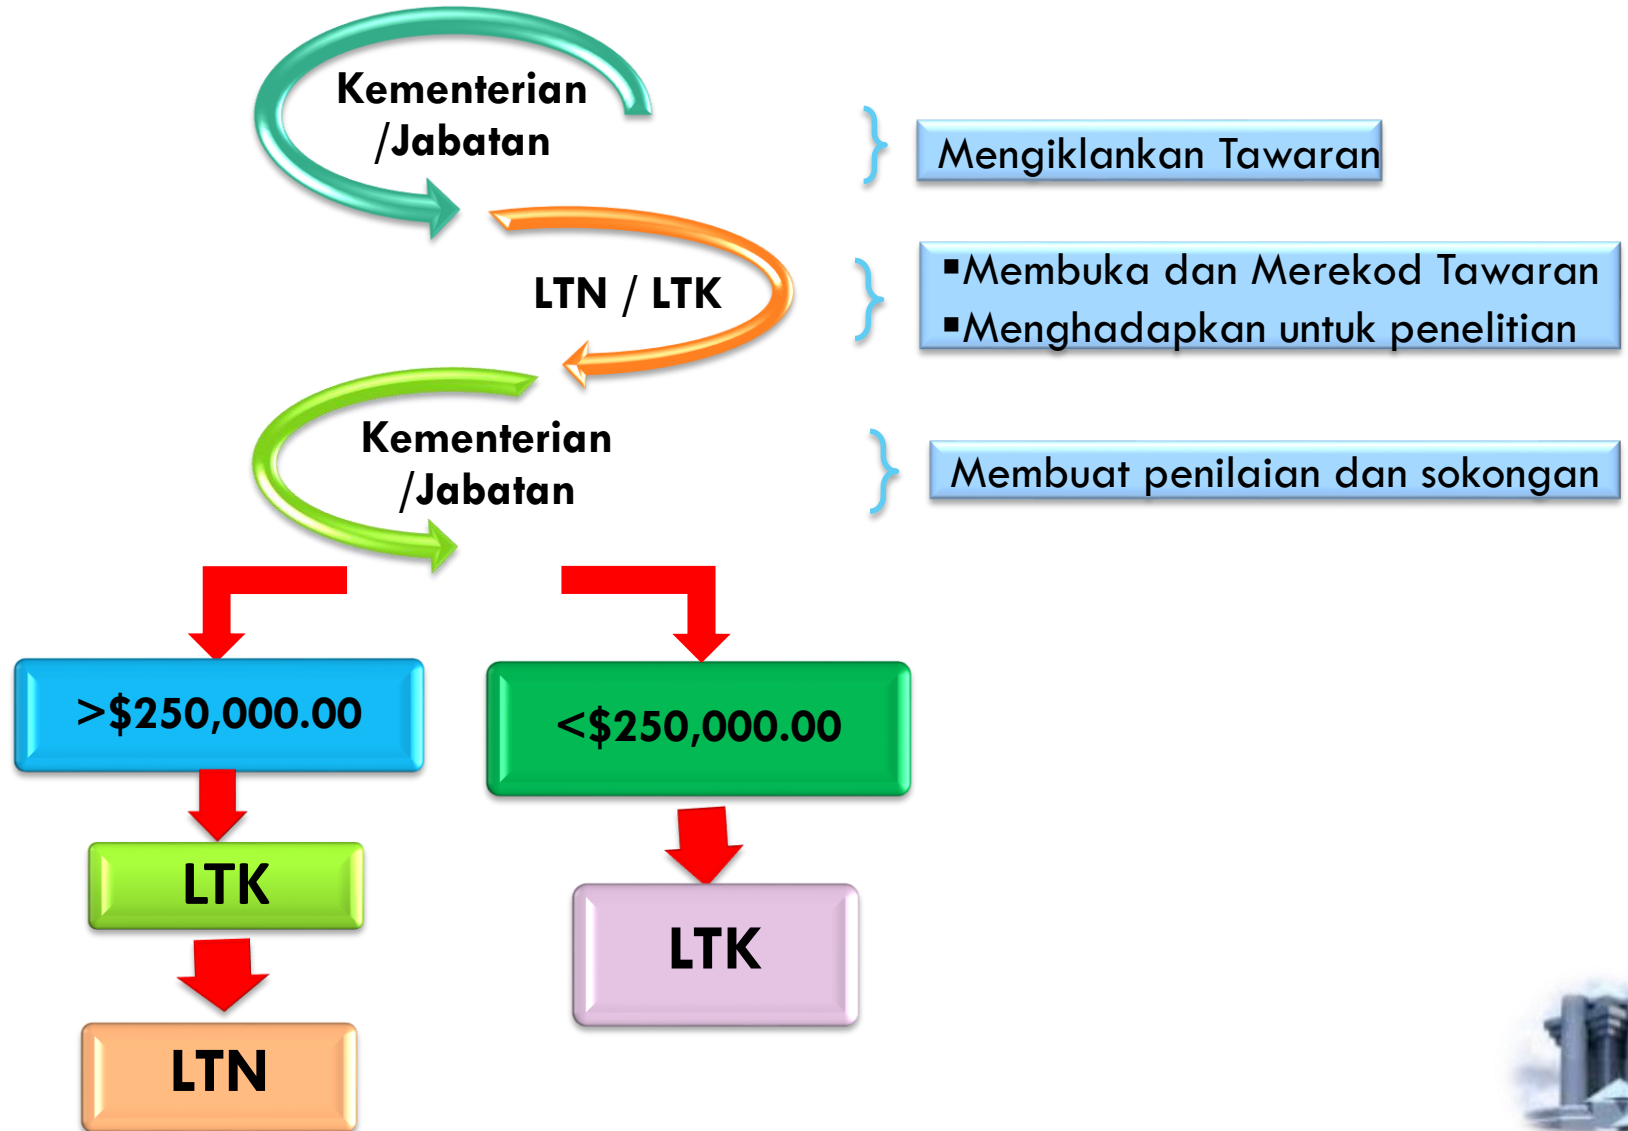 Kementerian
/Jabatan
Mengiklankan Tawaran
LTN / LTK
▪Membuka dan Merekod Tawaran
▪Menghadapkan untuk penelitian
Kementerian
/Jabatan
Membuat penilaian dan sokongan
>$250,000.00
<$250,000.00
LTK
LTK
LTN